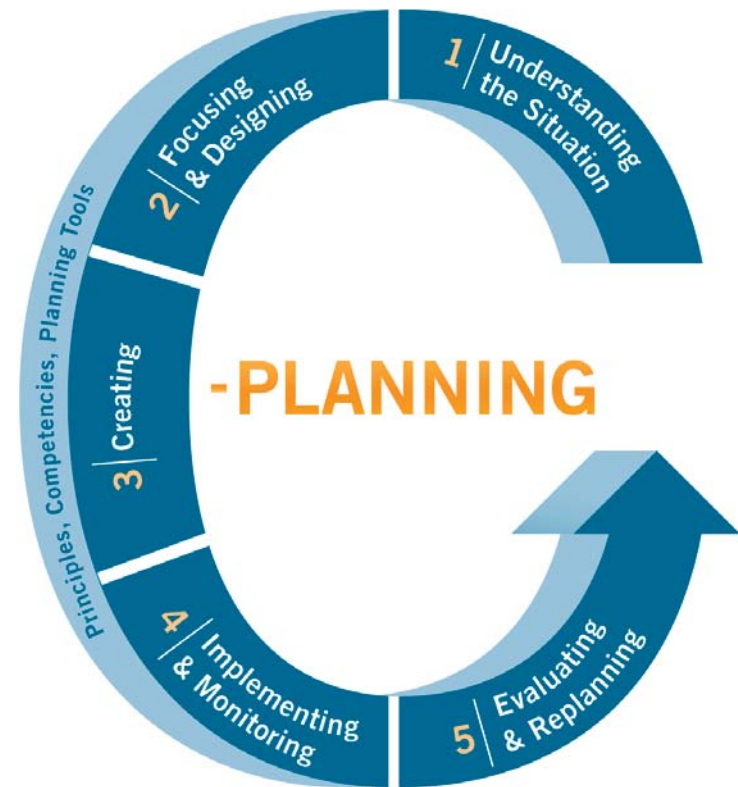 1 Understanding
the Situation
2 Focusing
& Designing
3 Creating
4 Implementing
& Monitoring
5 Evaluating
& Replanning
Principles, Competencies, Planning Tools
C-PLANNING